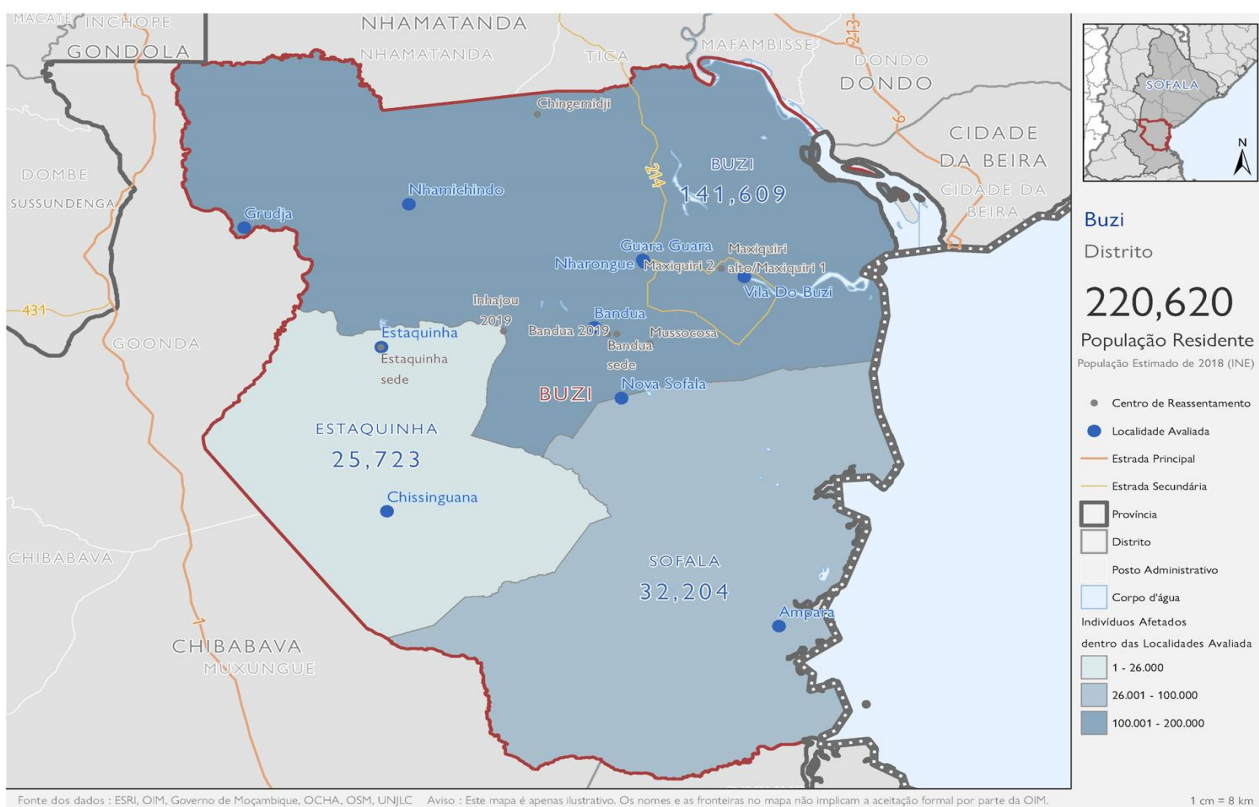 MACATE
INCHOPE
GONDOLA
NHAMATANDA
NHAMATANDA
TICA
MAFAMBISSE
213
DONDO
DONDO
6
CIDADE
DA BEIRA
CIDADE DA
BEIRA
DOMBE
SUSSUNDENGA
431
GOONDA
CHIBABAVA
1
CHIBABAVA
MUXUNGUE
Chingemidji
BUZI
141,609
214
Nhamichindo
Grudja
Guara Guara
Nharongue
Maxiquiri 2
Maxiquiri
alto/Maxiquiri 1
Vila Do Buzi
Inhajou
2019
Bandua
Bandua 2019
Bandua
sede
Mussocosa
Estaquinha
Estaquinha
sede
BUZI
Nova Sofala
ESTAQUINHA
25,723
Chissinguana
SOFALA
32,204
Ampara
SOFALA
N
Buzi
Distrito
220,620
População Residente
População Estimado de 2018 (INE)
Centro de Reassentamento
Localidade Avaliada
Estrada Principal
Estrada Secundária
Província
Distrito
Posto Administrativo
Corpo d'água
Indivíduos Afetados
dentro das Localidades Avaliada
1 - 26.000
26.001 - 100.000
100.001 - 200.000
Fonte dos dados : ESRI, OIM, Governo de Moçambique, OCHA, OSM, UNJLC Aviso : Este mapa é apenas ilustrativo. Os nomes e as fronteiras no mapa não implicam a aceitação formal por parte da OIM.
1 cm = 8 km